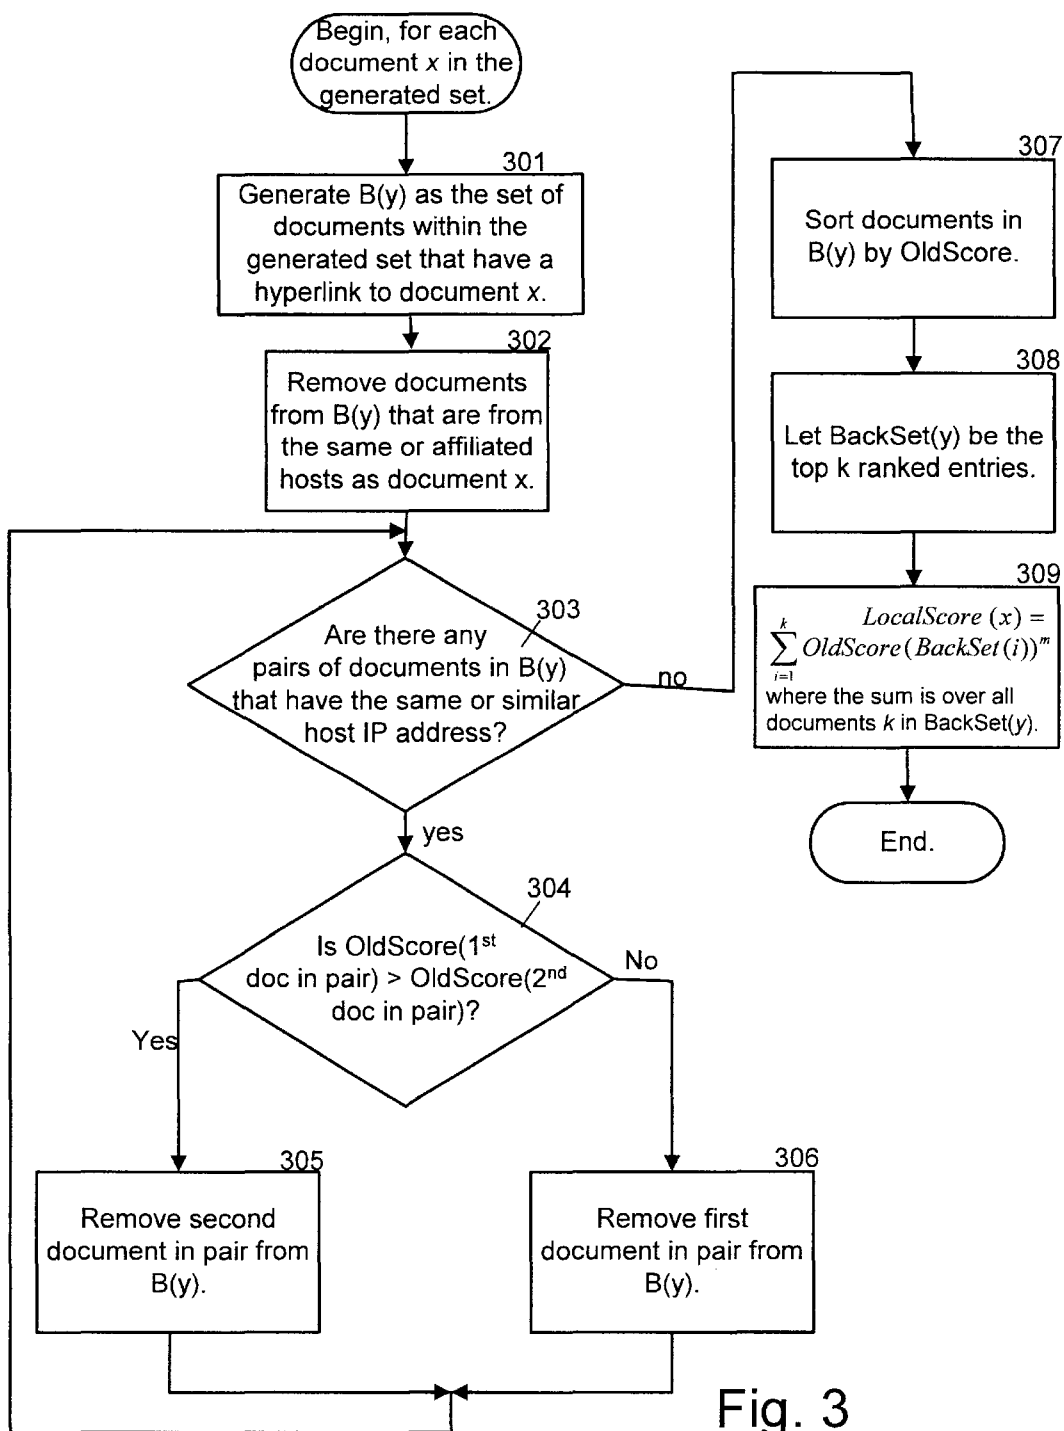 Begin, for each
document x in the
generated set.
301
Generate B(y) as the set of
documents within the
generated set that have a
hyperlink to document x.
302
Remove documents
from B(y) that are from
the same or affiliated
hosts as document x.
303
Are there any
pairs of documents in B(y)
that have the same or similar
host IP address?
no
yes
304
Is OldScore(1st
doc in pair) > OldScore(2nd
doc in pair)?
Yes
No
305
Remove second
document in pair from
B(y).
306
Remove first
document in pair from
B(y).
307
Sort documents in
B(y) by OldScore.
308
Let BackSet(y) be the
top k ranked entries.
309
LocalScore (x) =
k
∑ OldScore(BackSet(i))^m
i=1
where the sum is over all
documents k in BackSet(y).
End.
Fig. 3